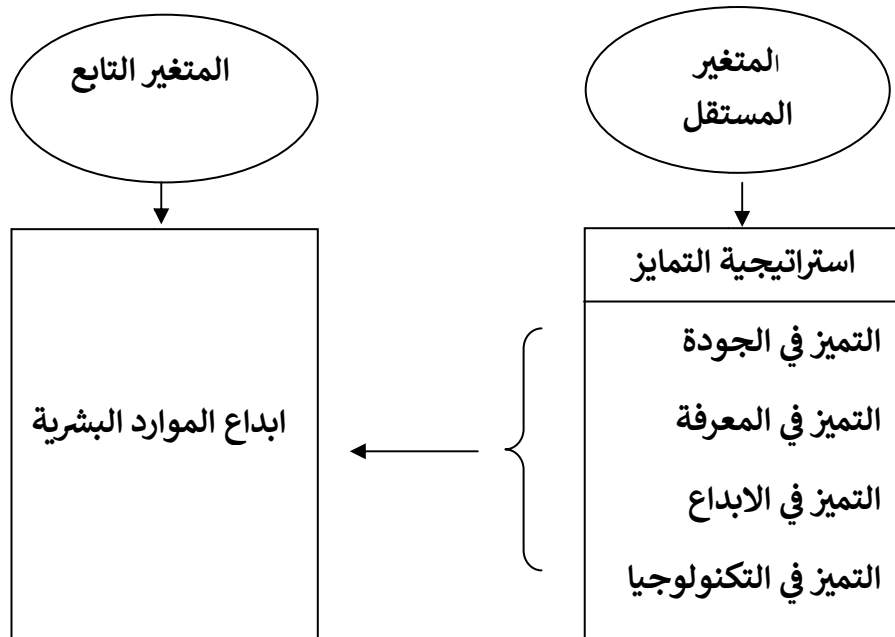 المتغير
المستقل
المتغير التابع
استراتيجية التمايز
التميز في الجودة
التميز في المعرفة
التميز في الابداع
التميز في التكنولوجيا
ابداع الموارد البشرية